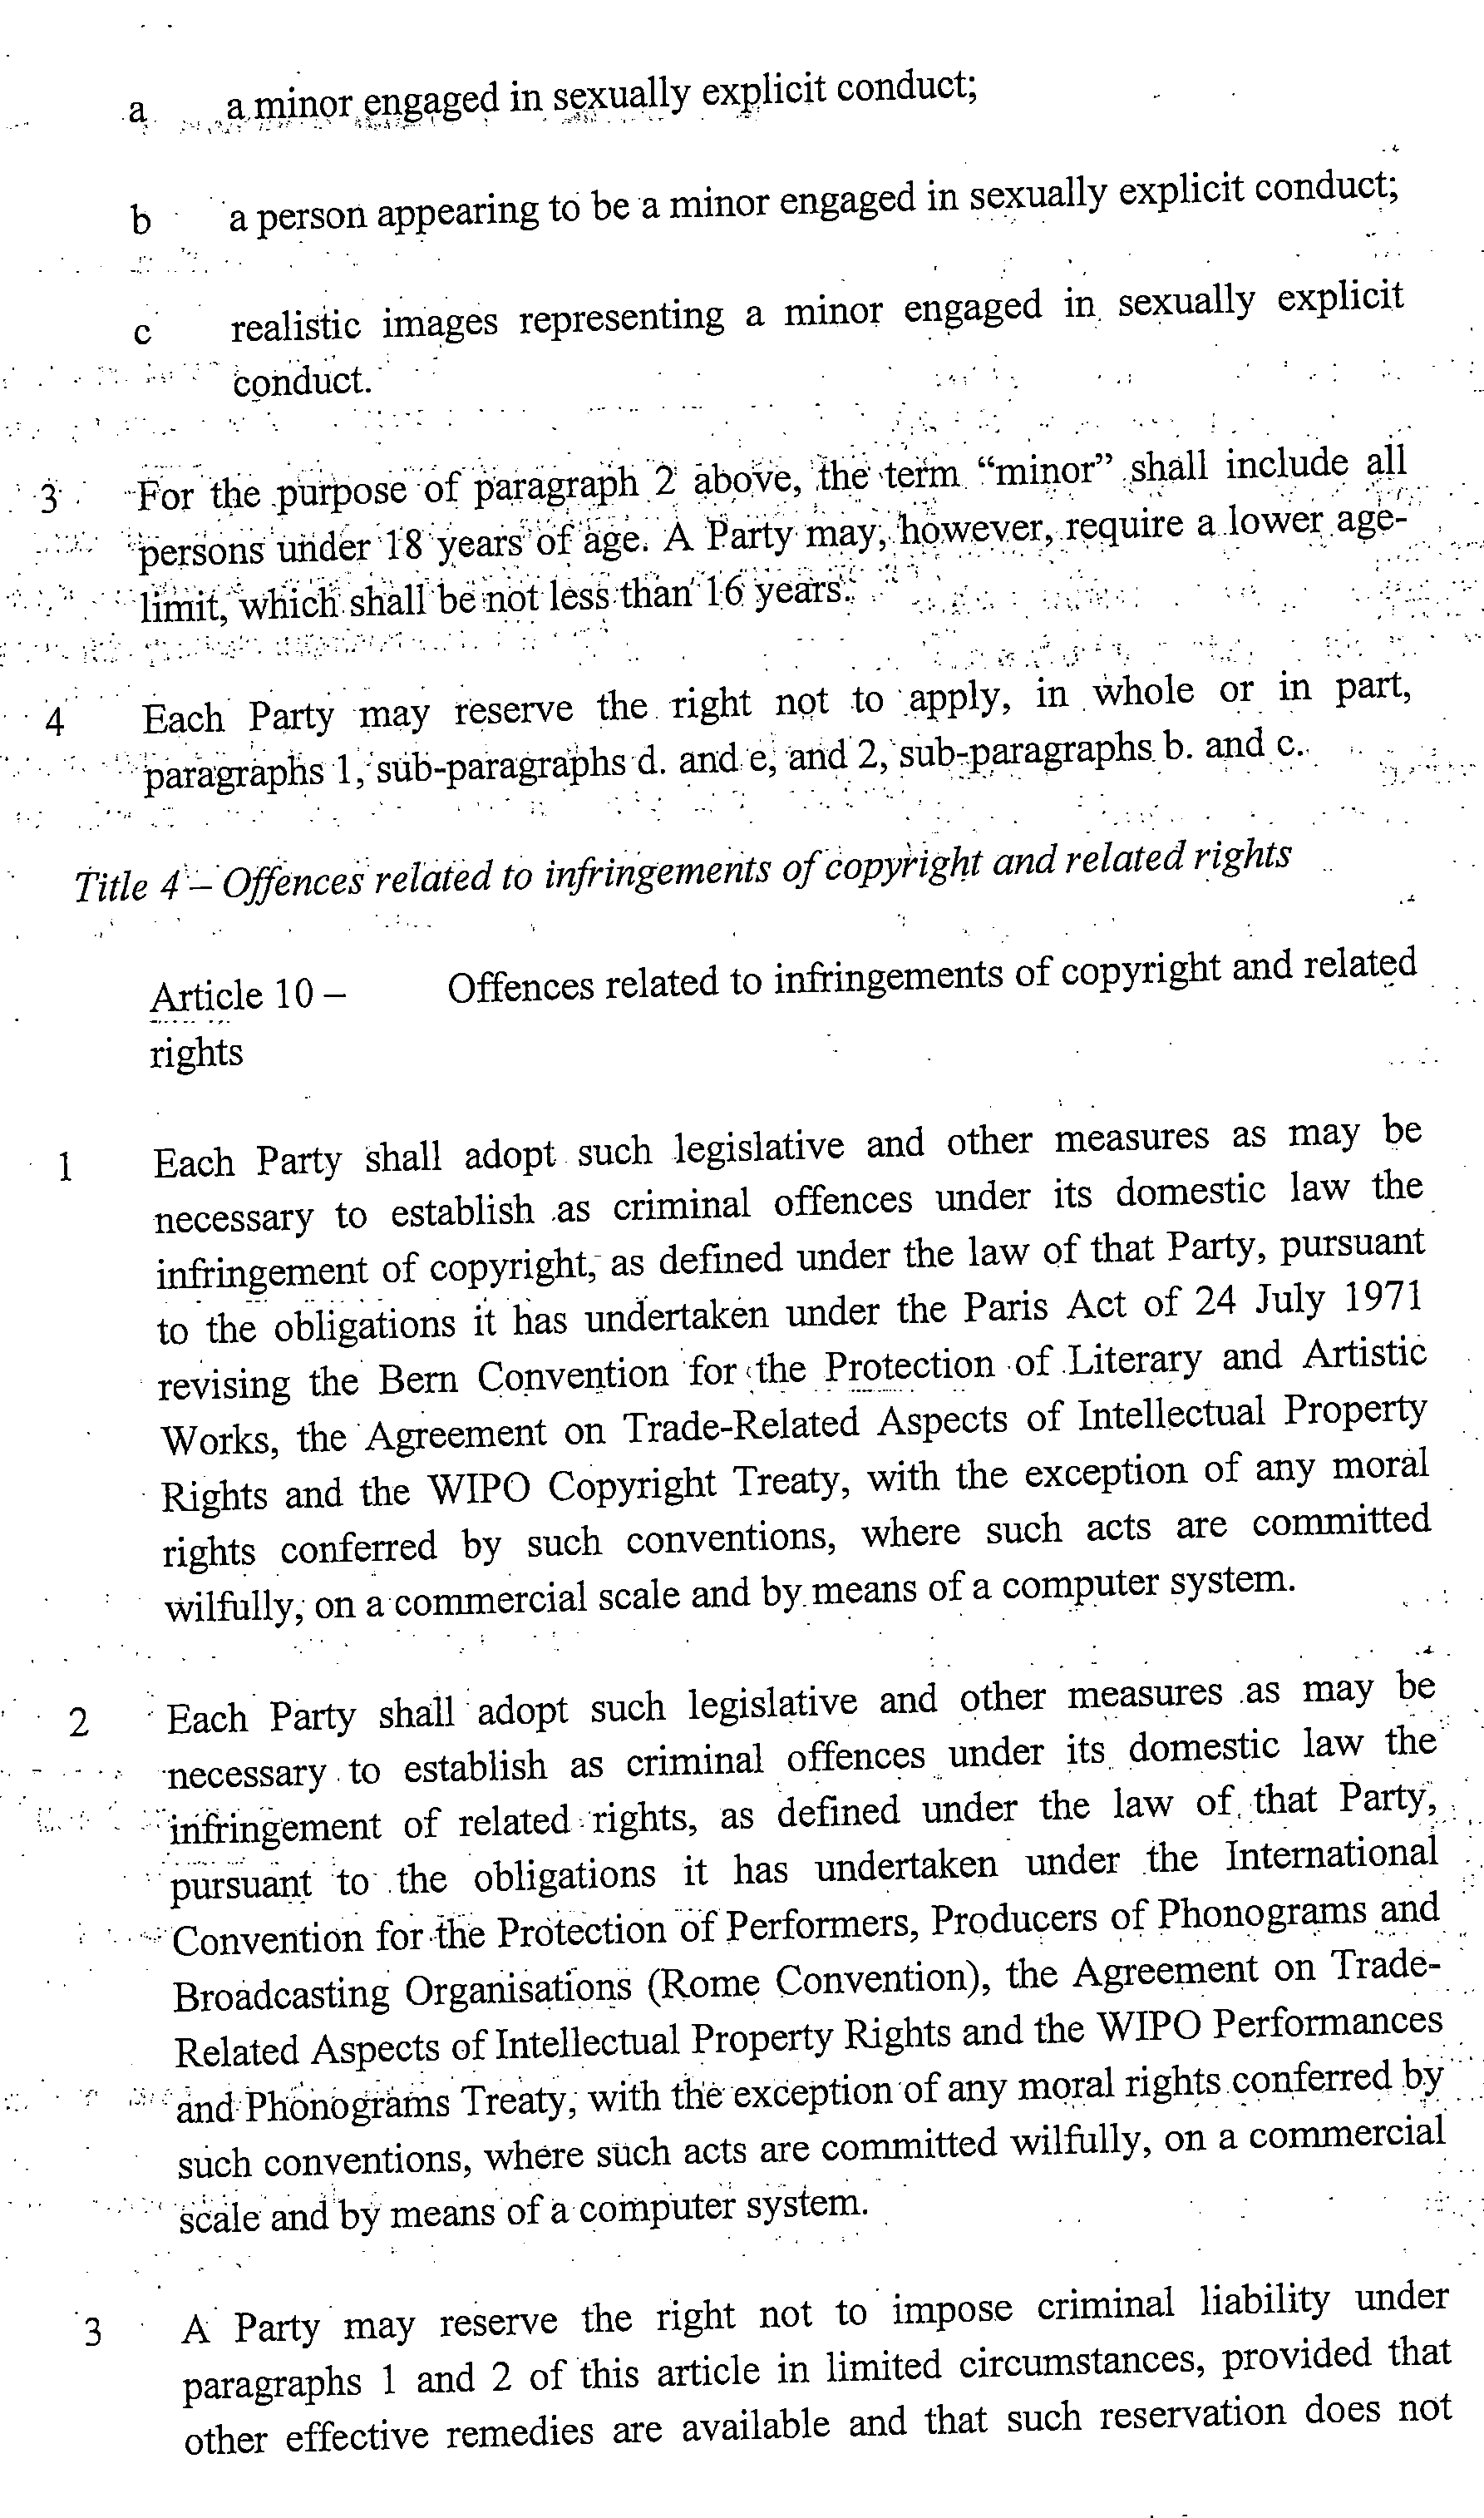 a a minor engaged in sexually explicit conduct;
b a person appearing to be a minor engaged in sexually explicit conduct;
c realistic images representing a minor engaged in sexually explicit
conduct.
3 For the purpose of paragraph 2 above, the term “minor” shall include all
persons under 18 years of age. A Party may, however, require a lower age-
limit, which shall be not less than 16 years.
4 Each Party may reserve the right not to apply, in whole or in part,
paragraphs 1, sub-paragraphs d. and e, and 2, sub-paragraphs b. and c.
Title 4 – Offences related to infringements of copyright and related rights
Article 10 – Offences related to infringements of copyright and related
rights
1 Each Party shall adopt such legislative and other measures as may be
necessary to establish as criminal offences under its domestic law the
infringement of copyright, as defined under the law of that Party, pursuant
to the obligations it has undertaken under the Paris Act of 24 July 1971
revising the Bern Convention for the Protection of Literary and Artistic
Works, the Agreement on Trade-Related Aspects of Intellectual Property
Rights and the WIPO Copyright Treaty, with the exception of any moral
rights conferred by such conventions, where such acts are committed
wilfully, on a commercial scale and by means of a computer system.
2 Each Party shall adopt such legislative and other measures as may be
necessary to establish as criminal offences under its domestic law the
infringement of related rights, as defined under the law of that Party,
pursuant to the obligations it has undertaken under the International
Convention for the Protection of Performers, Producers of Phonograms and
Broadcasting Organisations (Rome Convention), the Agreement on Trade-
Related Aspects of Intellectual Property Rights and the WIPO Performances
and Phonograms Treaty, with the exception of any moral rights conferred by
such conventions, where such acts are committed wilfully, on a commercial
scale and by means of a computer system.
3 A Party may reserve the right not to impose criminal liability under
paragraphs 1 and 2 of this article in limited circumstances, provided that
other effective remedies are available and that such reservation does not